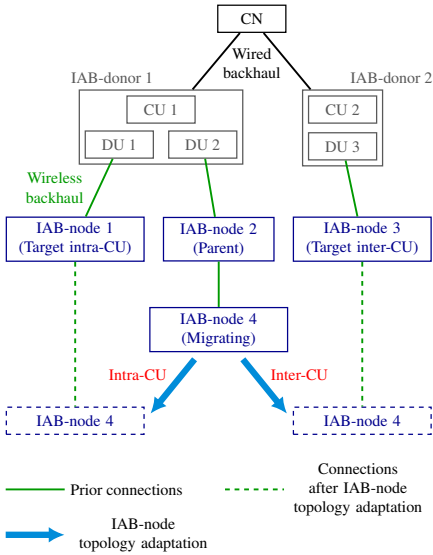 CN
Wired
backhaul
IAB-donor 1
IAB-donor 2
CU 1
CU 2
DU 1
DU 2
DU 3
Wireless
backhaul
IAB-node 1
(Target intra-CU)
IAB-node 2
(Parent)
IAB-node 3
(Target inter-CU)
IAB-node 4
(Migrating)
Intra-CU
Inter-CU
IAB-node 4
IAB-node 4
Prior connections
Connections
after IAB-node
topology adaptation
IAB-node
topology adaptation